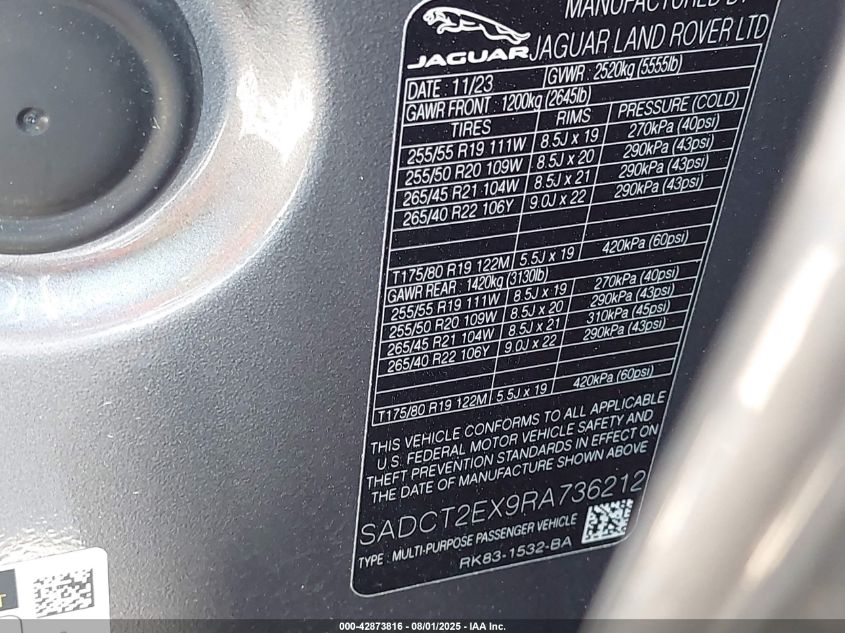 MANUFACTURED BY
JAGUAR JAGUAR LAND ROVER LTD
DATE : 11/23 GVWR : 2520kg (5555lb)
GAWR FRONT : 1200kg (2645lb)
TIRES RIMS PRESSURE (COLD)
255/55 R19 111W 8.5J x 19 270kPa (40psi)
255/50 R20 109W 8.5J x 20 290kPa (43psi)
265/45 R21 104W 8.5J x 21 290kPa (43psi)
265/40 R22 106Y 9.0J x 22 290kPa (43psi)
T175/80 R19 122M 5.5J x 19 420kPa (60psi)
GAWR REAR : 1420kg (3130lb)
255/55 R19 111W 8.5J x 19 270kPa (40psi)
255/50 R20 109W 8.5J x 20 290kPa (43psi)
265/45 R21 104W 8.5J x 21 310kPa (45psi)
265/40 R22 106Y 9.0J x 22 290kPa (43psi)
T175/80 R19 122M 5.5J x 19 420kPa (60psi)
THIS VEHICLE CONFORMS TO ALL APPLICABLE
U.S. FEDERAL MOTOR VEHICLE SAFETY AND
THEFT PREVENTION STANDARDS IN EFFECT ON
THE DATE OF MANUFACTURE SHOWN ABOVE
SADCT2EX9RA736212
TYPE : MULTI-PURPOSE PASSENGER VEHICLE
RK83-1532-BA
000-42873816 - 08/01/2025 - IAA Inc.